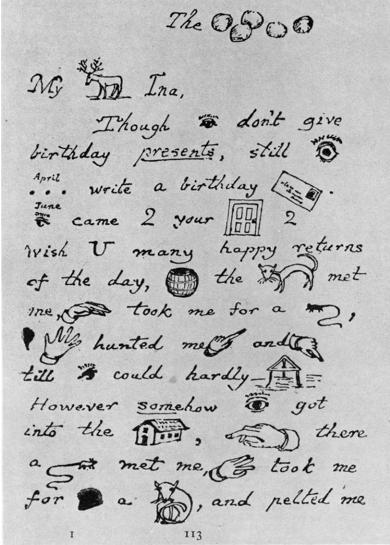 The
My Ina,
Though don't give
birthday presents, still
April
... write a birthday .
June
came 2 your 2
wish U many happy returns
of the day, the met
me, took me for a ,
hunted me and
till could hardly
However somehow got
into the , there
a met me, took me
for a , and pelted me
I 113